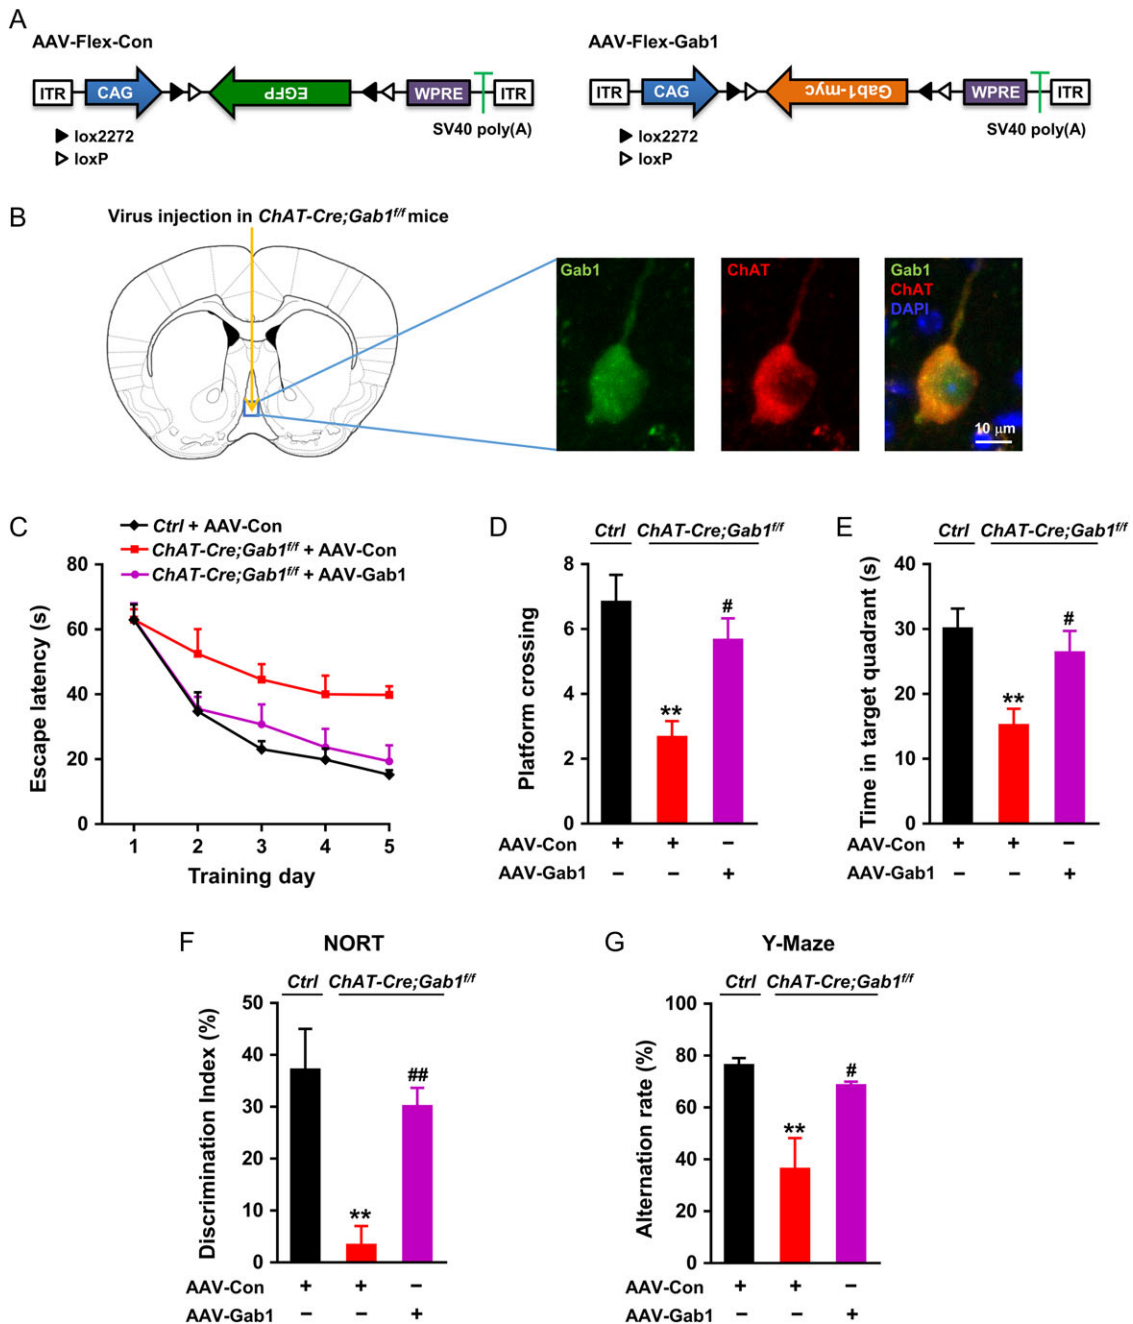 A
AAV-Flex-Con
ITR CAG EGFP WPRE ITR
SV40 poly(A)
lox2272
loxP
AAV-Flex-Gab1
ITR CAG Gab1-myc WPRE ITR
SV40 poly(A)
lox2272
loxP
B
Virus injection in ChAT-Cre;Gab1f/f mice
Gab1
ChAT
Gab1
ChAT
DAPI
10 μm
C
Ctrl + AAV-Con
ChAT-Cre;Gab1f/f + AAV-Con
ChAT-Cre;Gab1f/f + AAV-Gab1
Escape latency (s)
80
60
40
20
0
1 2 3 4 5
Training day
D
Ctrl ChAT-Cre;Gab1f/f
Platform crossing
8
6
4
2
0
**
#
AAV-Con + + −
AAV-Gab1 − − +
E
Ctrl ChAT-Cre;Gab1f/f
Time in target quadrant (s)
40
30
20
10
0
**
#
AAV-Con + + −
AAV-Gab1 − − +
F
NORT
Ctrl ChAT-Cre;Gab1f/f
Discrimination Index (%)
50
40
30
20
10
0
**
##
AAV-Con + + −
AAV-Gab1 − − +
G
Y-Maze
Ctrl ChAT-Cre;Gab1f/f
Alternation rate (%)
100
80
60
40
20
0
**
#
AAV-Con + + −
AAV-Gab1 − − +